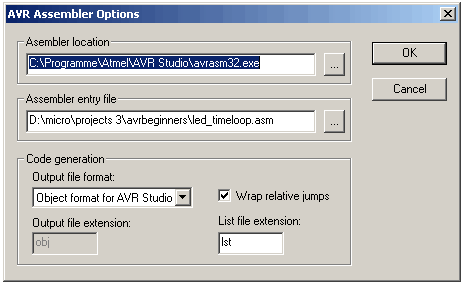 AVR Assembler Options
Asembler location
C:\Programme\Atmel\AVR Studio\avrasm32.exe
...
OK
Cancel
Assembler entry file
D:\micro\projects 3\avrbeginners\led_timeloop.asm
...
Code generation
Output file format:
Object format for AVR Studio
Wrap relative jumps
Output file extension:
List file extension:
obj
lst